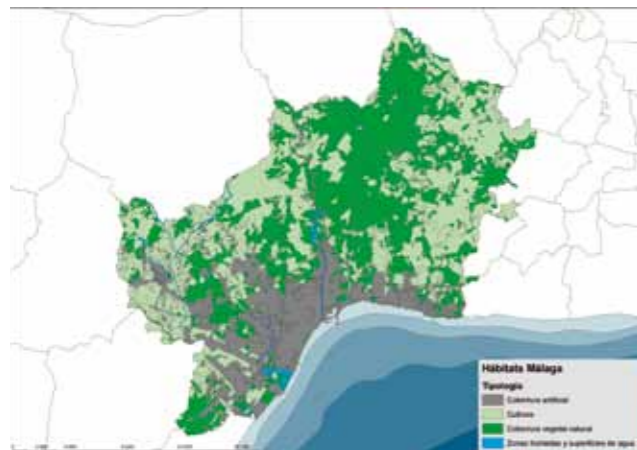 Hábitats Málaga
Tipología
Cobertura artificial
Cultivos
Cobertura vegetal natural
Zonas húmedas y superficies de agua